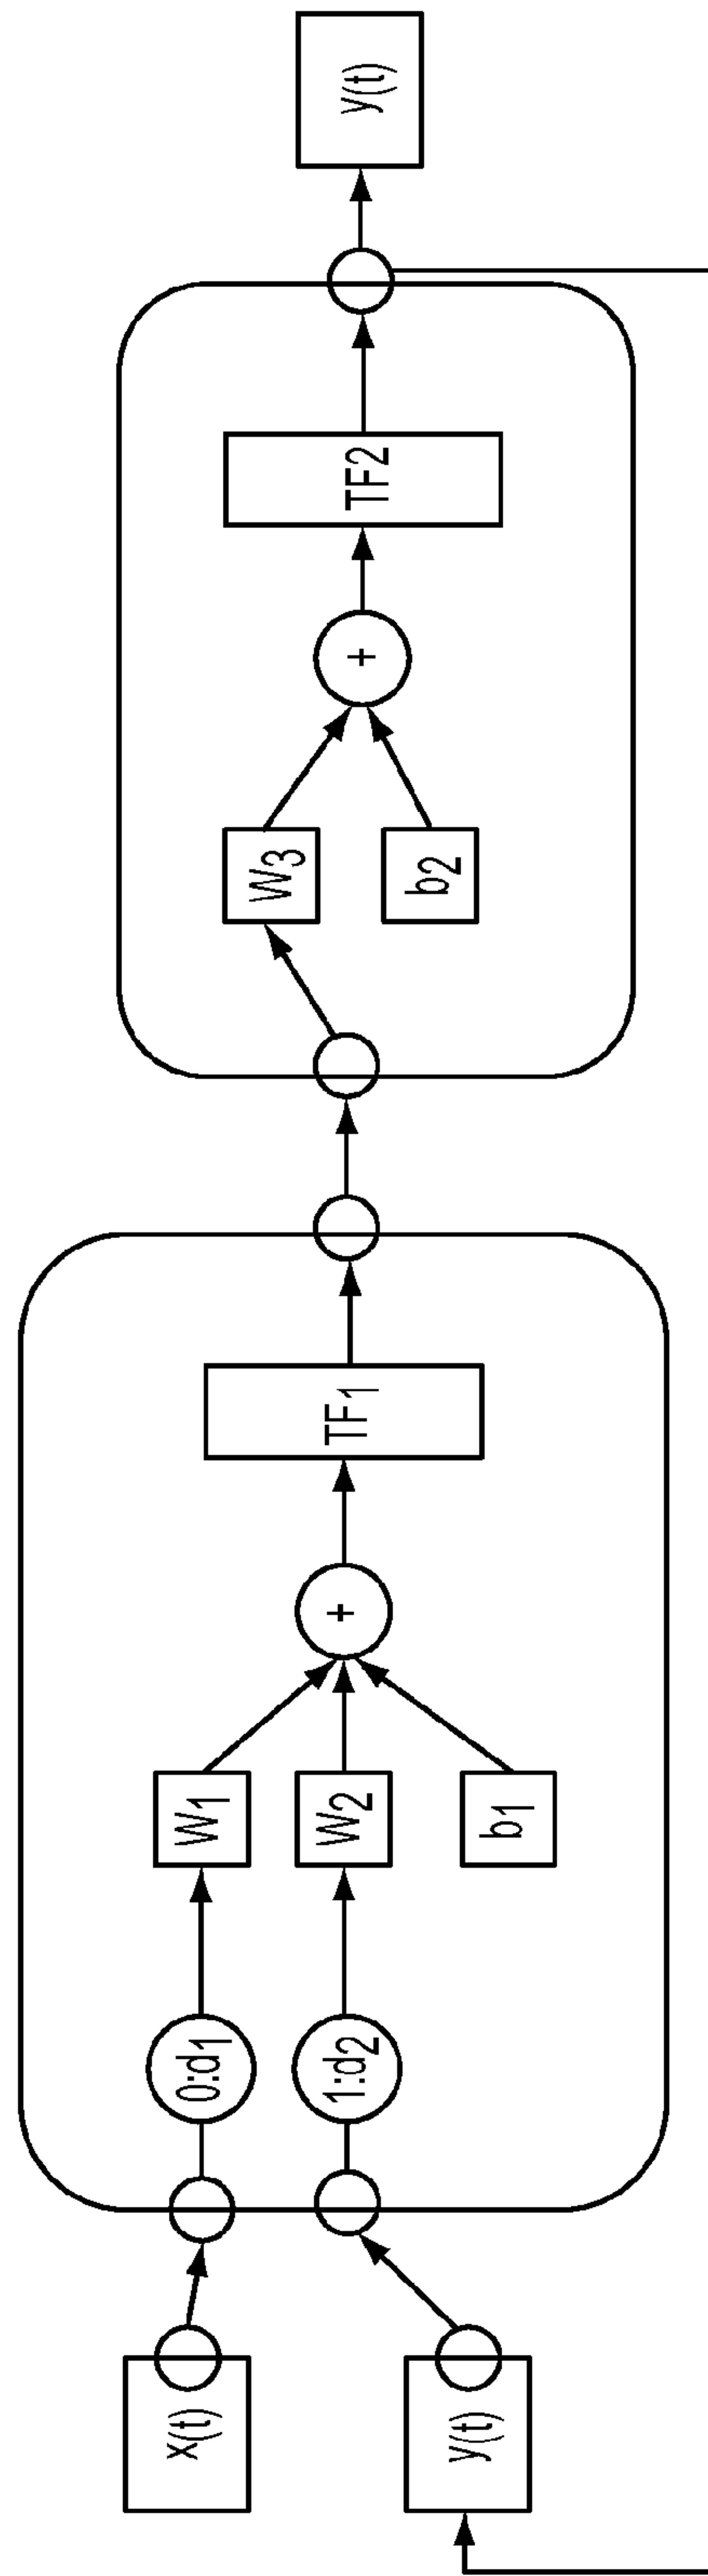 x(t)
y(t)
0:d1
1:d2
W1
W2
b1
+
TF1
W3
b2
+
TF2
y(t)